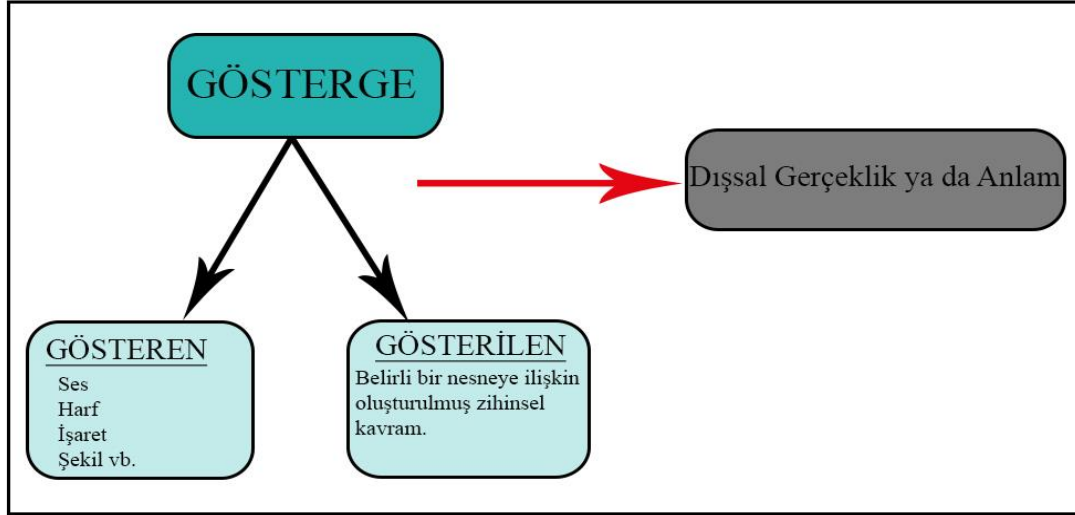 GÖSTERGE
Dışsal Gerçeklik ya da Anlam
GÖSTEREN
Ses
Harf
İşaret
Şekil vb.
GÖSTERİLEN
Belirli bir nesneye ilişkin
oluşturulmuş zihinsel
kavram.